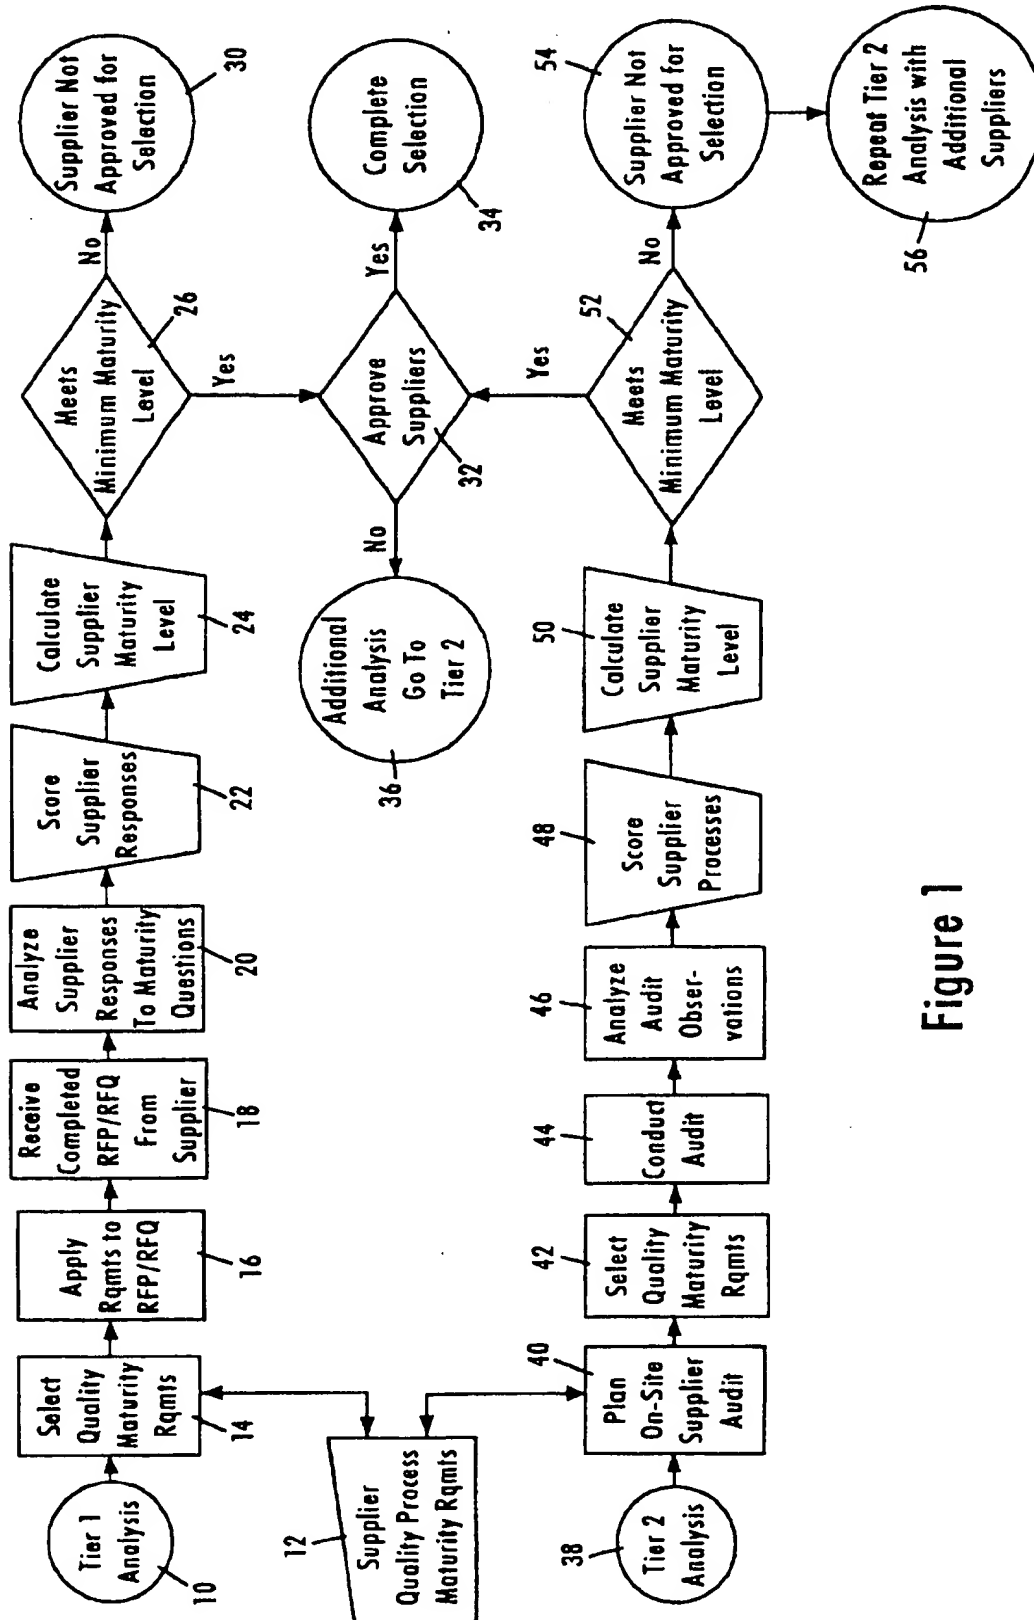 Tier 1
Analysis
10
Select
Quality
Maturity
Rqmts
14
Apply
Rqmts to
RFP/RFQ
16
Receive
Completed
RFP/RFQ
From
Supplier
18
Analyze
Supplier
Responses
To Maturity
Questions
20
Score
Supplier
Responses
22
Calculate
Supplier
Maturity
Level
24
Meets
Minimum Maturity
Level
26
No
Yes
Supplier Not
Approved for
Selection
30
12
Supplier
Quality Process
Maturity Rqmts
Additional
Analysis
Go To
Tier 2
36
No
Approve
Suppliers
32
Yes
Complete
Selection
34
38
Tier 2
Analysis
40
Plan
On-Site
Supplier
Audit
42
Select
Quality
Maturity
Rqmts
44
Conduct
Audit
46
Analyze
Audit
Obser-
vations
48
Score
Supplier
Processes
50
Calculate
Supplier
Maturity
Level
52
Meets
Minimum Maturity
Level
Yes
No
54
Supplier Not
Approved for
Selection
56
Repeat Tier 2
Analysis with
Additional
Suppliers
Figure 1